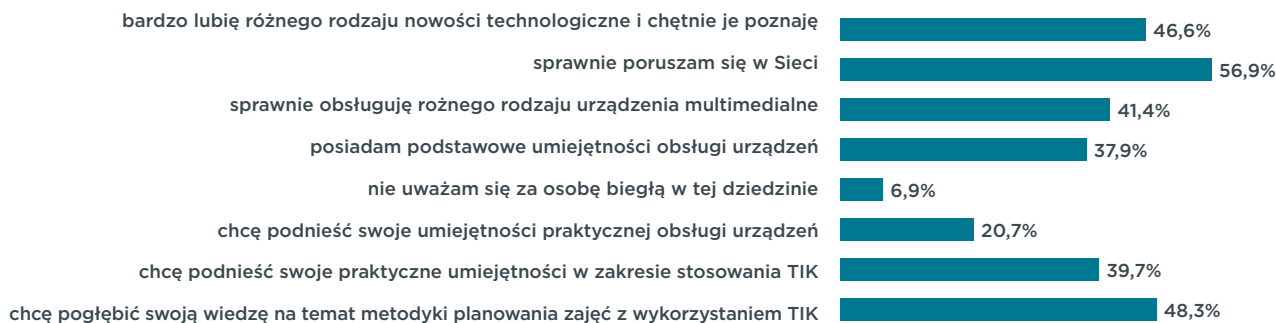 bardzo lubię różnego rodzaju nowości technologiczne i chętnie je poznaję 46,6%
sprawnie poruszam się w Sieci 56,9%
sprawnie obsługuję rożnego rodzaju urządzenia multimedialne 41,4%
posiadam podstawowe umiejętności obsługi urządzeń 37,9%
nie uważam się za osobę biegłą w tej dziedzinie 6,9%
chcę podnieść swoje umiejętności praktycznej obsługi urządzeń 20,7%
chcę podnieść swoje praktyczne umiejętności w zakresie stosowania TIK 39,7%
chcę pogłębić swoją wiedzę na temat metodyki planowania zajęć z wykorzystaniem TIK 48,3%